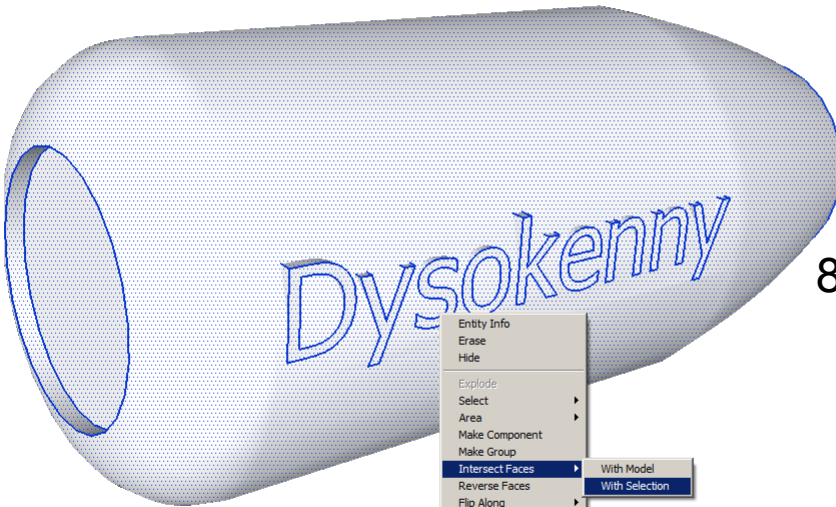 Dysokenny
8
Entity Info
Erase
Hide
Explode
Select
Area
Make Component
Make Group
Intersect Faces
With Model
Reverse Faces
With Selection
Flip Along